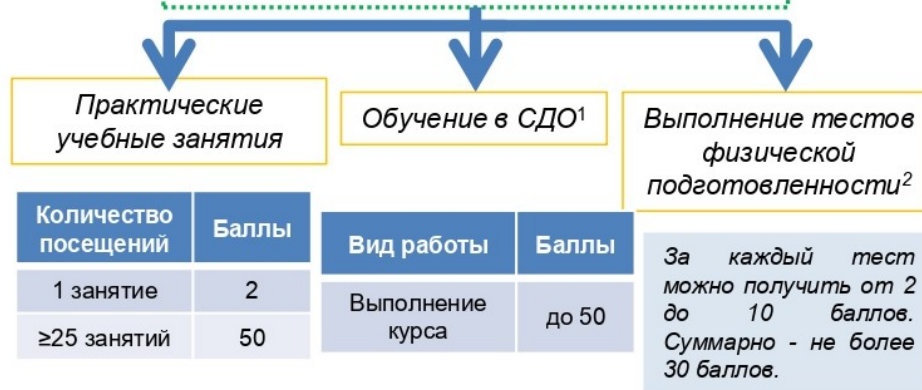 Практические
учебные занятия
Обучение в СДО¹
Выполнение тестов
физической
подготовленности²
Количество
посещений
Баллы
1 занятие
2
≥25 занятий
50
Вид работы
Баллы
Выполнение
курса
до 50
За каждый тест
можно получить от 2
до 10 баллов.
Суммарно - не более
30 баллов.